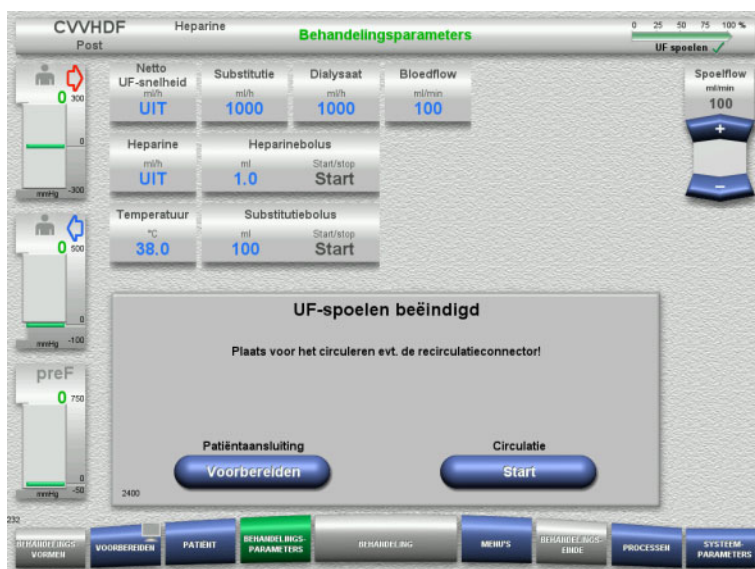 CVVHDF Heparine
Post
Behandelingsparameters
0 25 50 75 100 %
UF spoelen ✓
0 300
0
mmHg -300
Netto
UF-snelheid
ml/h
UIT
Substitutie
ml/h
1000
Dialysaat
ml/h
1000
Bloedflow
ml/min
100
Spoelflow
ml/min
100
+
−
Heparine
ml/h
UIT
Heparinebolus
ml Start/stop
1.0 Start
0 500
0
mmHg -100
Temperatuur
°C
38.0
Substitutiebolus
ml Start/stop
100 Start
preF
0 750
0
mmHg -50
UF-spoelen beëindigd
Plaats voor het circuleren evt. de recirculatieconnector!
Patiëntaansluiting
Voorbereiden
Circulatie
Start
2400
232
BEHANDELINGS-
VORMEN
VOORBEREIDEN
PATIËNT
BEHANDELINGS-
PARAMETERS
BEHANDELING
MENU'S
BEHANDELINGS-
EINDE
PROCESSEN
SYSTEEM-
PARAMETERS